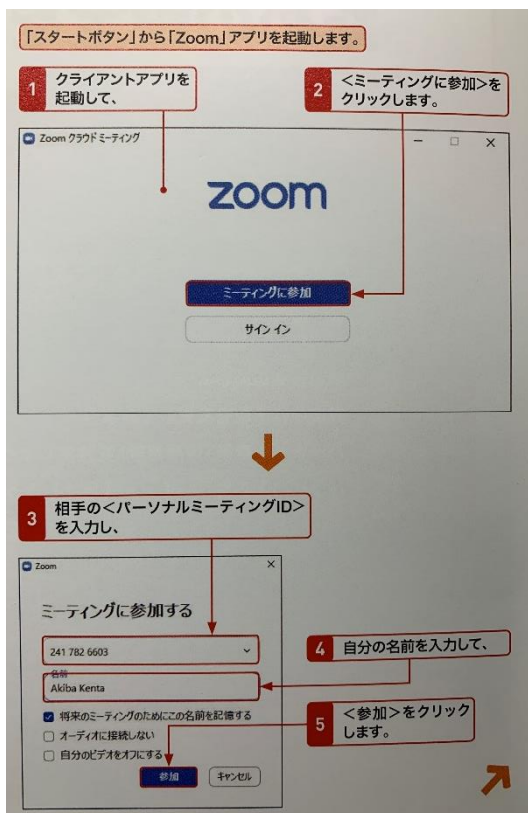 「スタートボタン」から「Zoom」アプリを起動します。
1
クライアントアプリを
起動して、
2
<ミーティングに参加>を
クリックします。
Zoom クラウド ミーティング
zoom
ミーティングに参加
サイン イン
3
相手の<パーソナルミーティングID>
を入力し、
Zoom
ミーティングに参加する
241 782 6603
名前
Akiba Kenta
4
自分の名前を入力して、
将来のミーティングのためにこの名前を記憶する
オーディオに接続しない
自分のビデオをオフにする
5
<参加>をクリック
します。
参加
キャンセル